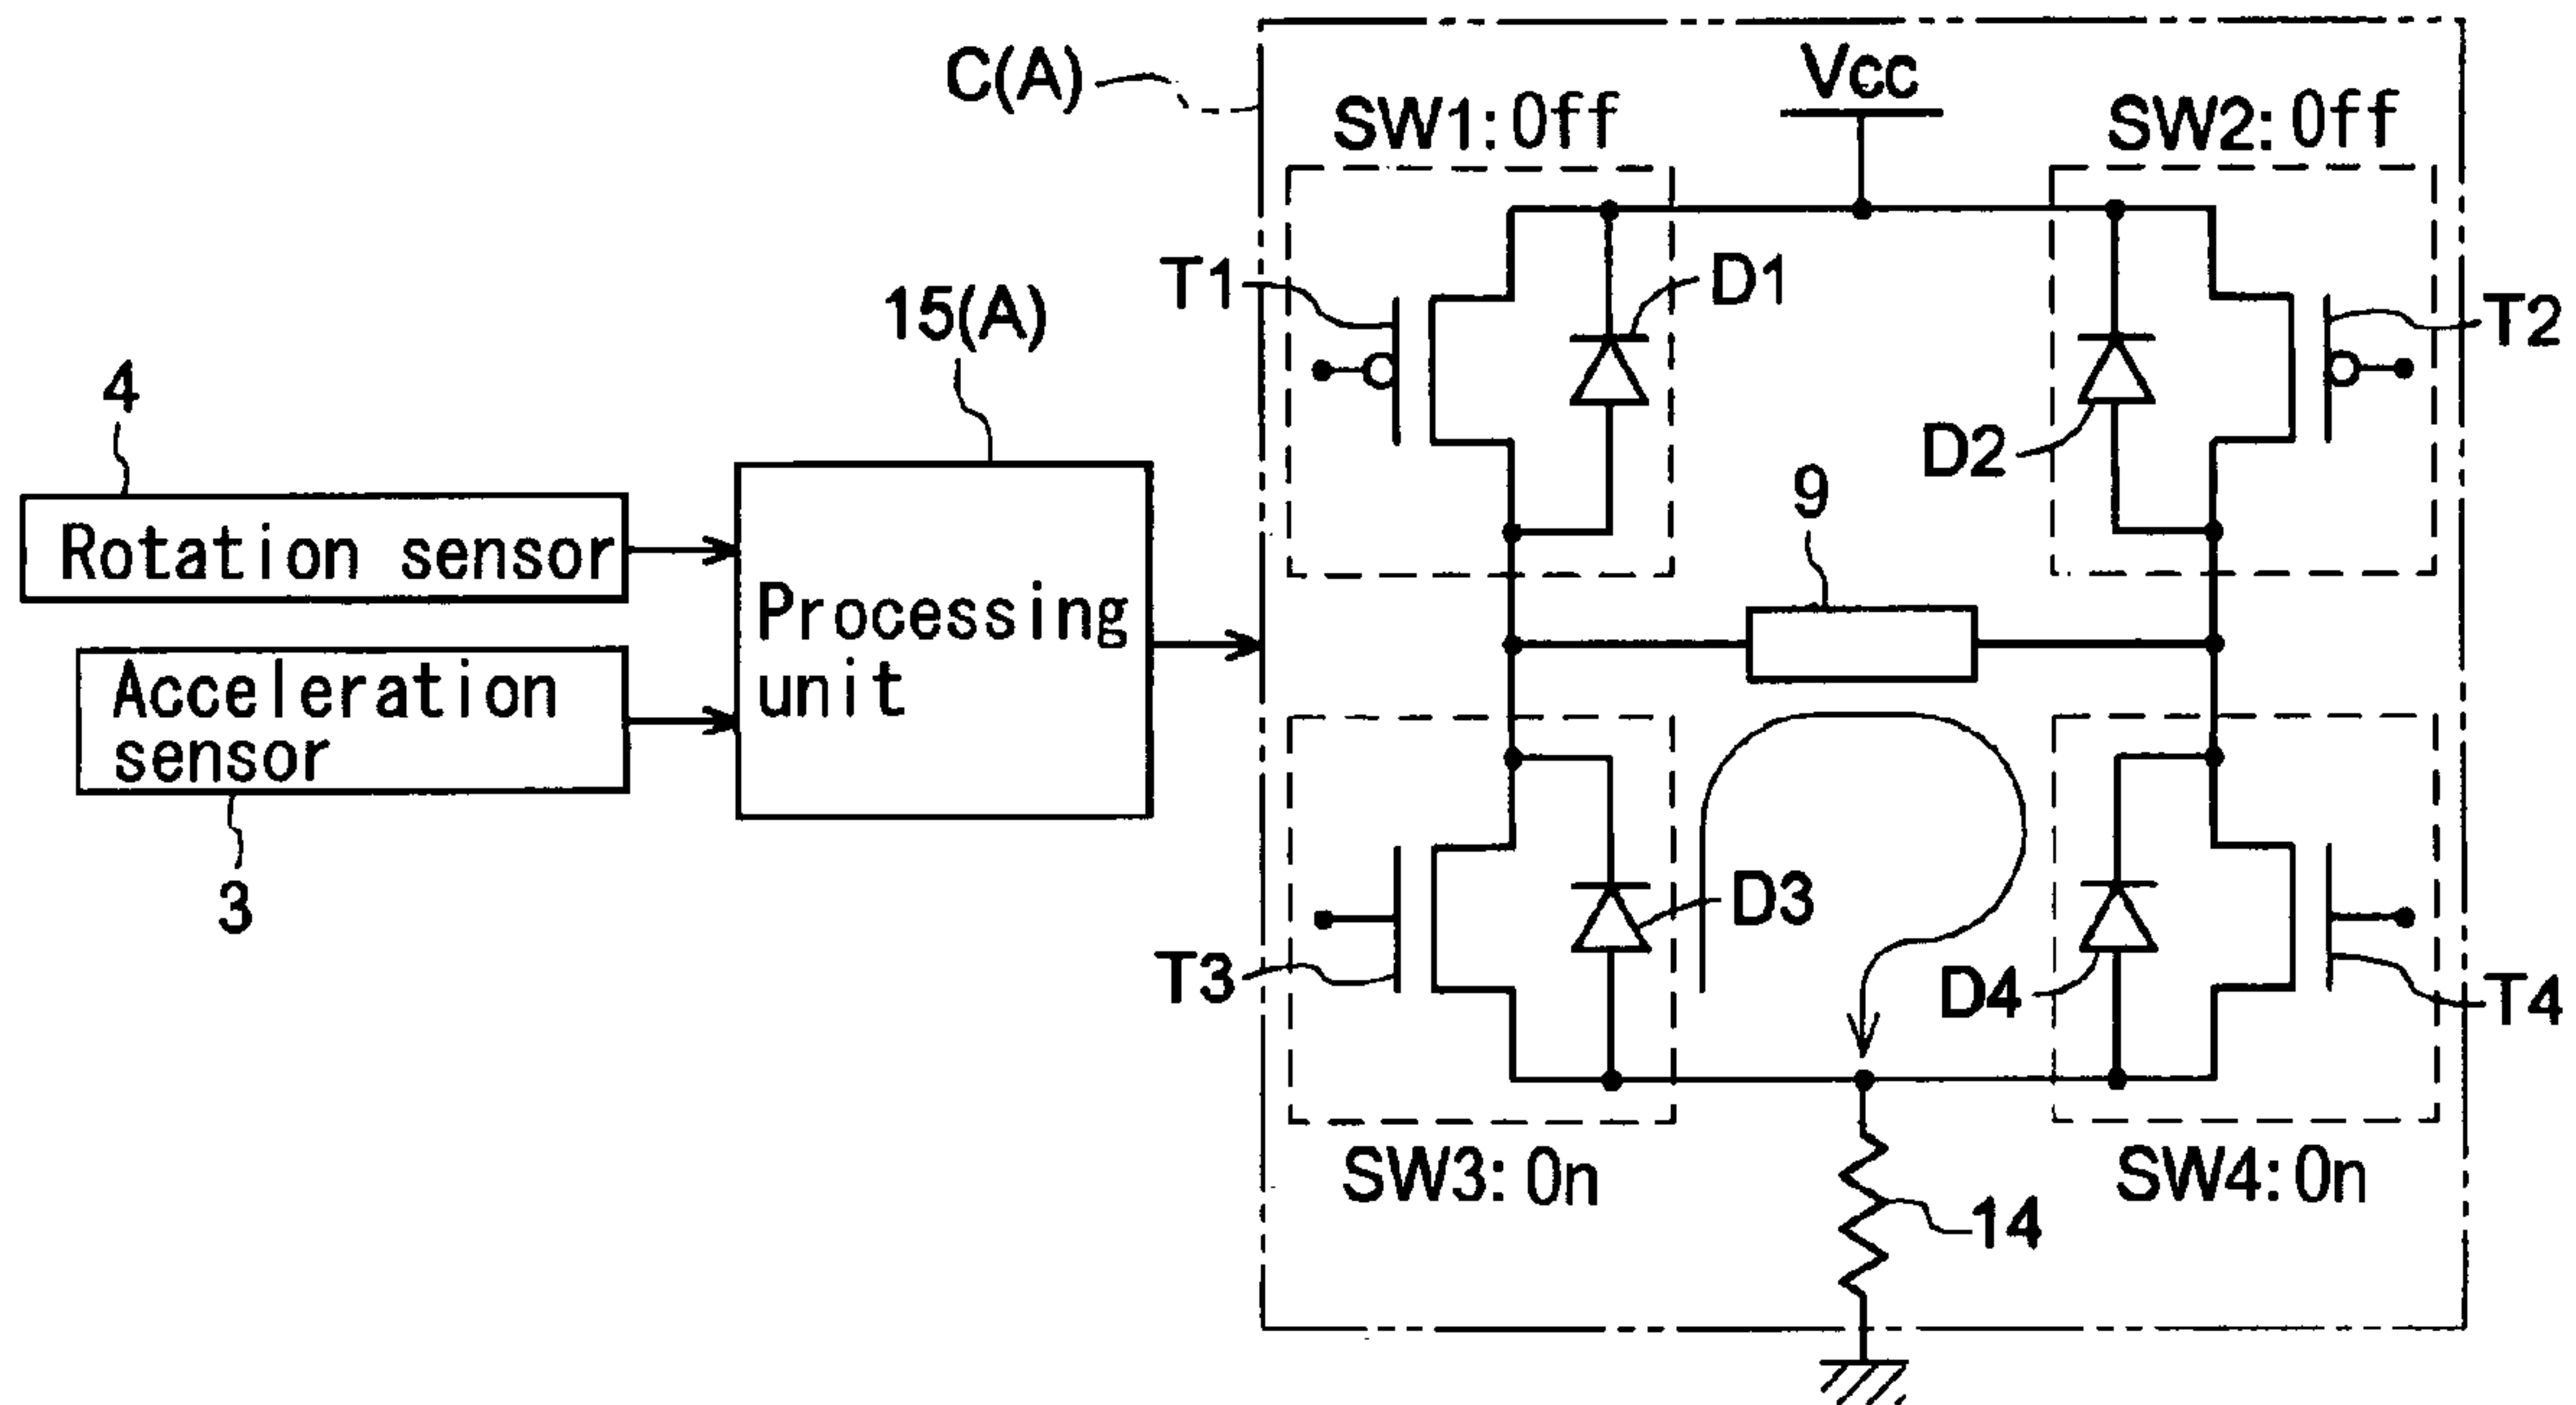 C(A)
Vcc
SW1: Off
SW2: Off
T1
D1
T2
15(A)
4
D2
9
Rotation sensor
Processing
unit
Acceleration
sensor
3
D3
T3
D4
T4
SW3: On
SW4: On
14